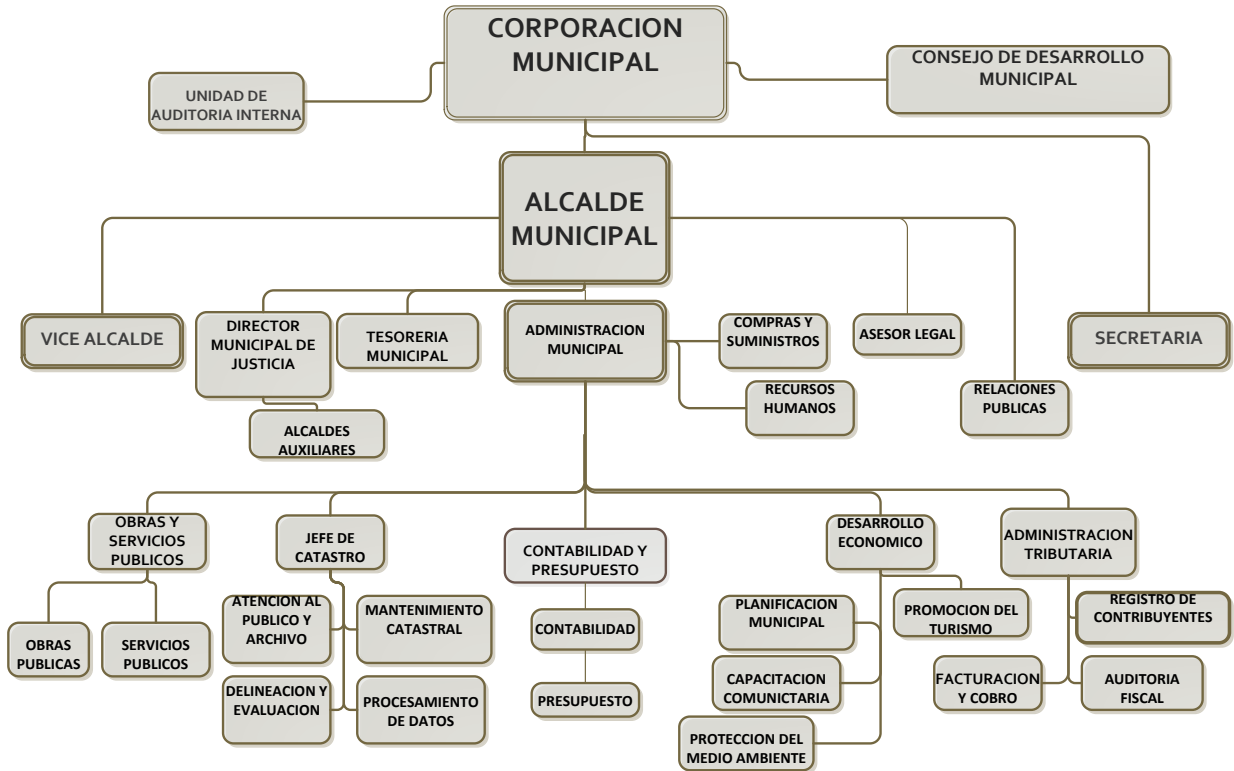 CORPORACION
MUNICIPAL
CONSEJO DE DESARROLLO
MUNICIPAL
UNIDAD DE
AUDITORIA INTERNA
ALCALDE
MUNICIPAL
VICE ALCALDE
DIRECTOR
MUNICIPAL DE
JUSTICIA
TESORERIA
MUNICIPAL
ADMINISTRACION
MUNICIPAL
COMPRAS Y
SUMINISTROS
ASESOR LEGAL
SECRETARIA
RECURSOS
HUMANOS
RELACIONES
PUBLICAS
ALCALDES
AUXILIARES
OBRAS Y
SERVICIOS
PUBLICOS
JEFE DE
CATASTRO
CONTABILIDAD Y
PRESUPUESTO
DESARROLLO
ECONOMICO
ADMINISTRACION
TRIBUTARIA
OBRAS
PUBLICAS
SERVICIOS
PUBLICOS
ATENCION AL
PUBLICO Y
ARCHIVO
MANTENIMIENTO
CATASTRAL
DELINEACION Y
EVALUACION
PROCESAMIENTO
DE DATOS
CONTABILIDAD
PRESUPUESTO
PLANIFICACION
MUNICIPAL
PROMOCION DEL
TURISMO
CAPACITACION
COMUNICTARIA
PROTECCION DEL
MEDIO AMBIENTE
REGISTRO DE
CONTRIBUYENTES
FACTURACION
Y COBRO
AUDITORIA
FISCAL